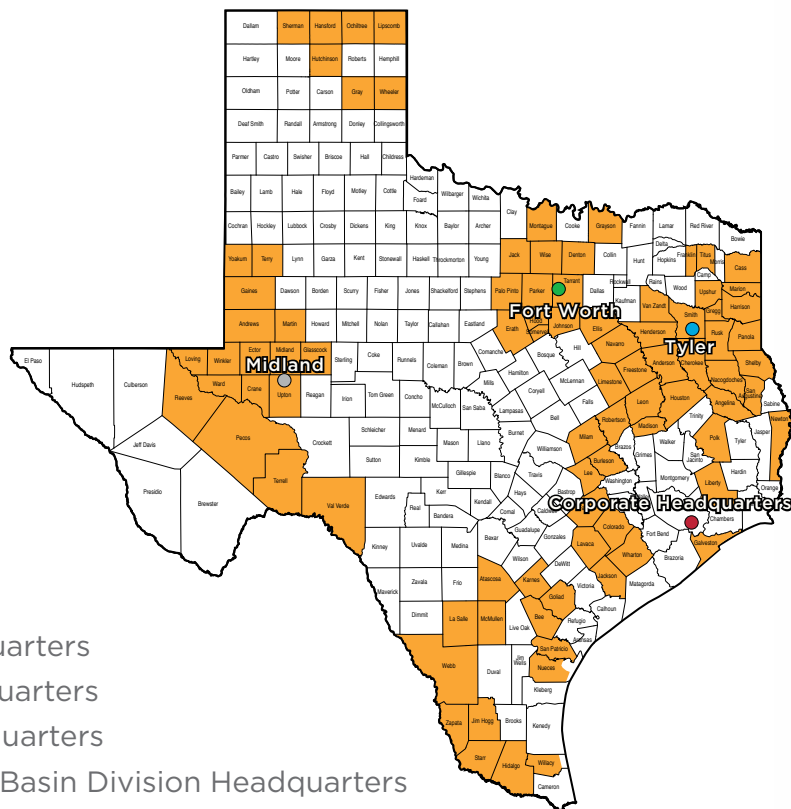 Dallam Sherman Hansford Ochiltree Lipscomb
Hartley Moore Hutchinson Roberts Hemphill
Oldham Potter Carson Gray Wheeler
Deaf Smith Randall Armstrong Donley Collingsworth
Parmer Castro Swisher Briscoe Hall Childress
Hardeman
Bailey Lamb Hale Floyd Motley Cottle Foard Wilbarger Wichita
Clay Montague Cooke Grayson Fannin Lamar Red River Bowie
Cochran Hockley Lubbock Crosby Dickens King Knox Baylor Archer
Delta Hopkins Franklin Titus Morris Cass
Yoakum Terry Lynn Garza Kent Stonewall Haskell Throckmorton Young Jack Wise Denton Collin Hunt
Camp Rockwall Rains Wood Upshur Marion
Gaines Dawson Borden Scurry Fisher Jones Shackelford Stephens Palo Pinto Parker Tarrant Dallas Kaufman Van Zandt Gregg Harrison
Fort Worth
Smith
Andrews Martin Howard Mitchell Nolan Taylor Callahan Eastland Erath Hood Somervell Johnson Ellis Henderson Rusk Panola
Tyler
El Paso Hudspeth Culberson Loving Winkler Ector Midland Glasscock Sterling Coke Runnels Coleman Brown Comanche Bosque Hill Navarro Anderson Cherokee Shelby
Midland
Reeves Ward Crane Upton Reagan Irion Tom Green Concho McCulloch San Saba Mills Hamilton Coryell McLennan Limestone Freestone Leon Houston Nacogdoches San Augustine Sabine
Jeff Davis Pecos Crockett Schleicher Menard Mason Llano Lampasas Burnet Bell Falls Robertson Madison Trinity Angelina Polk Tyler Jasper Newton
Presidio Brewster Terrell Sutton Kimble Gillespie Blanco Williamson Travis Milam Burleson Brazos Grimes Walker San Jacinto Hardin
Val Verde Edwards Real Kerr Bandera Kendall Comal Hays Bastrop Lee Washington Montgomery Liberty Orange
Corporate Headquarters
Caldwell Guadalupe Gonzales Colorado Fort Bend Chambers
Kinney Uvalde Medina Bexar Wilson Lavaca Wharton Brazoria Galveston
Maverick Zavala Frio Atascosa Karnes DeWitt Victoria Jackson Matagorda
Dimmit La Salle McMullen Live Oak Bee Goliad Refugio Calhoun Aransas
Webb Duval Jim Wells San Patricio Nueces
Kleberg
Zapata Jim Hogg Brooks Kenedy
Starr Hidalgo Willacy
Cameron
uarters
uarters
uarters
Basin Division Headquarters